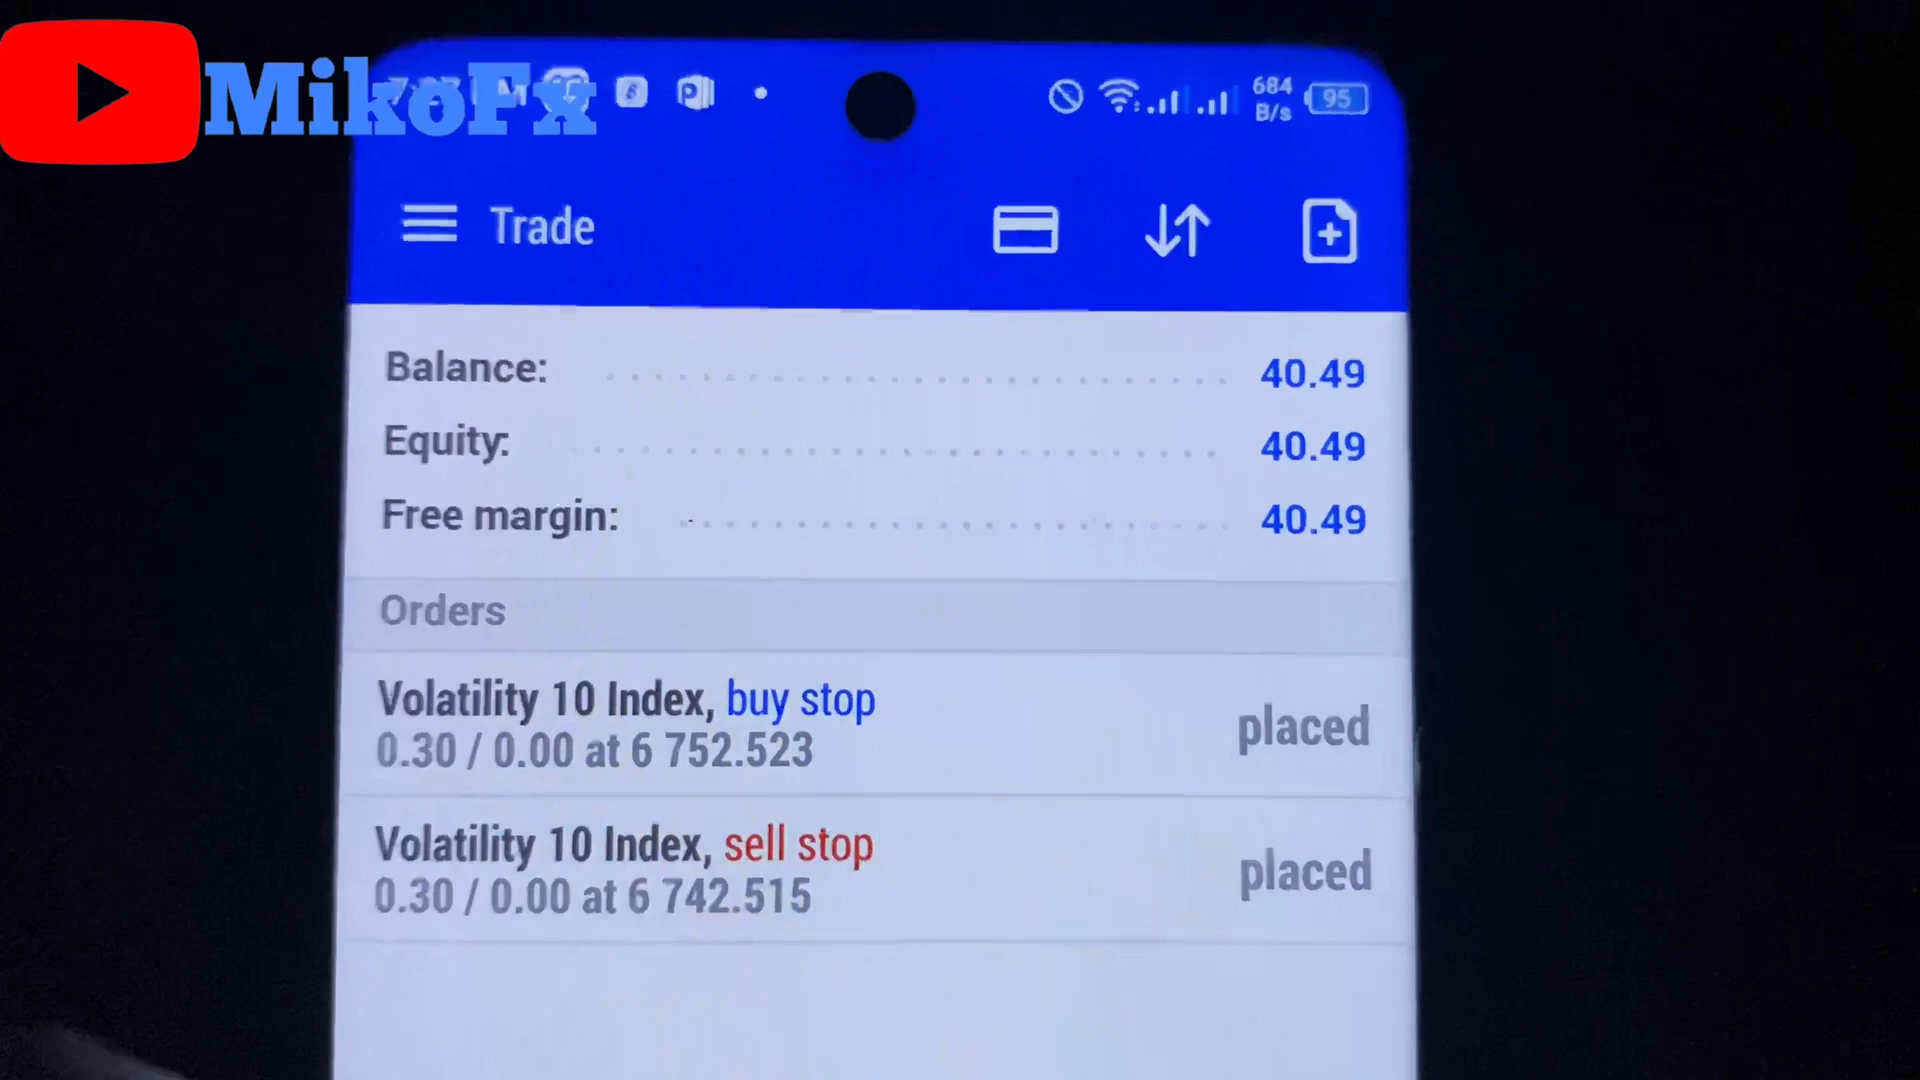 MikoFx
684
B/s
95
Trade
Balance: 40.49
Equity: 40.49
Free margin: 40.49
Orders
Volatility 10 Index, buy stop
0.30 / 0.00 at 6 752.523
placed
Volatility 10 Index, sell stop
0.30 / 0.00 at 6 742.515
placed